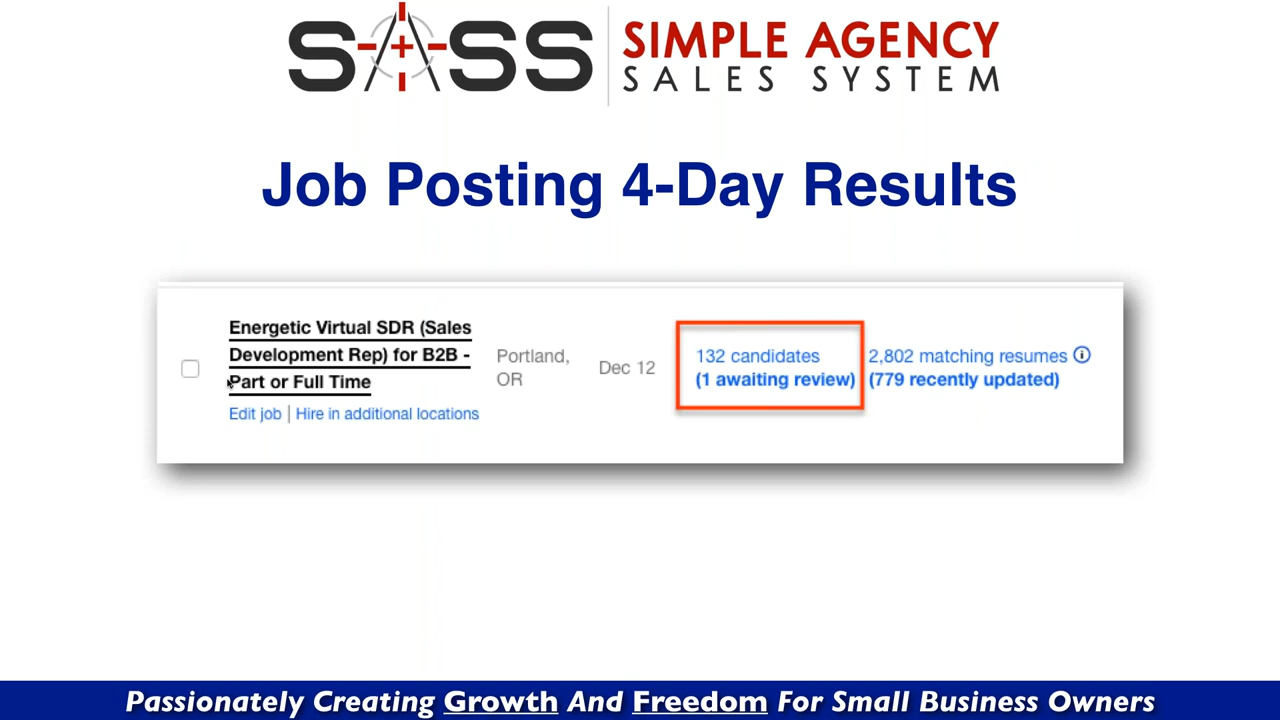 SASS
SIMPLE AGENCY
SALES SYSTEM
Job Posting 4-Day Results
Energetic Virtual SDR (Sales
Development Rep) for B2B -
Part or Full Time
Edit job | Hire in additional locations
Portland,
OR
Dec 12
132 candidates
(1 awaiting review)
2,802 matching resumes
(779 recently updated)
Passionately Creating Growth And Freedom For Small Business Owners